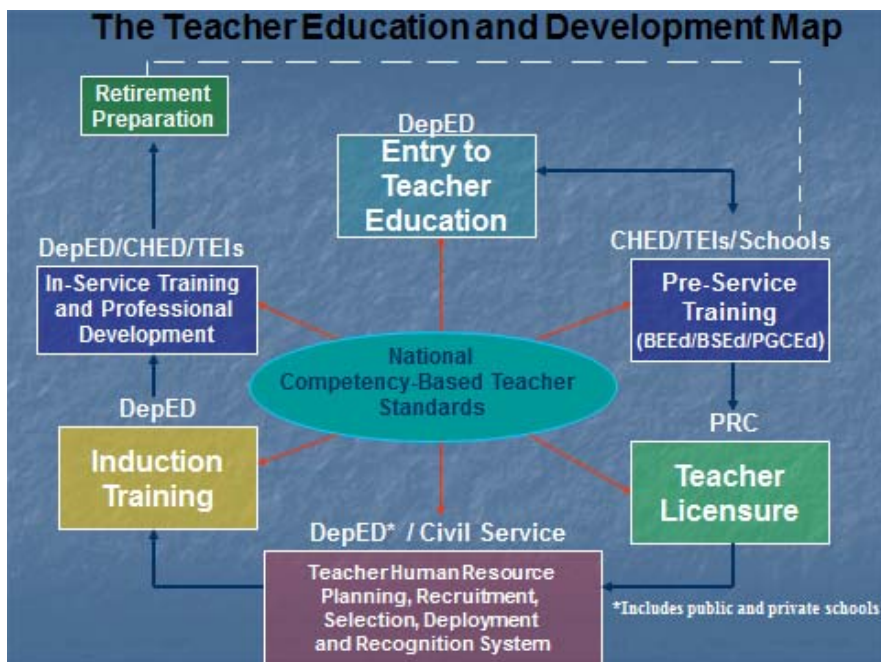 The Teacher Education and Development Map
Retirement
Preparation
DepED
Entry to
Teacher
Education
DepED/CHED/TEIs
In-Service Training
and Professional
Development
CHED/TEIs/Schools
Pre-Service
Training
(BEEd/BSEd/PGCEd)
National
Competency-Based Teacher
Standards
DepED
Induction
Training
PRC
Teacher
Licensure
DepED* / Civil Service
Teacher Human Resource
Planning, Recruitment,
Selection, Deployment
and Recognition System
*Includes public and private schools